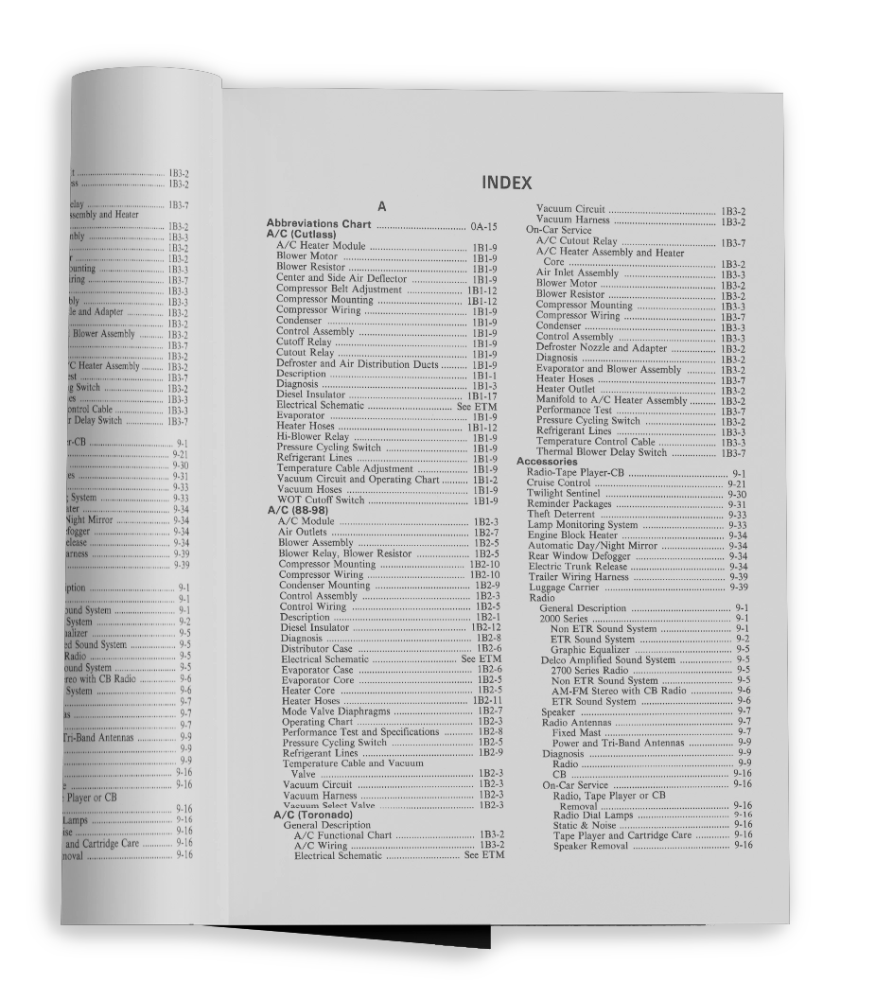 t ................................ 1B3-2
ss ............................... 1B3-2
elay ............................ 1B3-7
ssembly and Heater
................................... 1B3-2
mbly ........................... 1B3-3
................................... 1B3-2
r ................................. 1B3-2
ounting ....................... 1B3-3
iring ........................... 1B3-7
................................... 1B3-3
bly .............................. 1B3-3
le and Adapter ............ 1B3-2
................................... 1B3-2
Blower Assembly ........ 1B3-2
................................... 1B3-7
................................... 1B3-2
/C Heater Assembly ........ 1B3-2
est ............................... 1B3-7
g Switch ...................... 1B3-2
es ................................ 1B3-3
ontrol Cable ................ 1B3-3
r Delay Switch ............. 1B3-7
r-CB ............................ 9-1
................................... 9-21
................................... 9-30
es ................................ 9-31
................................... 9-33
g System ...................... 9-33
ater .............................. 9-34
Night Mirror ................ 9-34
fogger .......................... 9-34
elease .......................... 9-34
arness .......................... 9-39
................................... 9-39
iption .......................... 9-1
................................... 9-1
ound System ................ 9-1
System ......................... 9-2
ualizer ......................... 9-5
ed Sound System .......... 9-5
Radio ........................... 9-5
ound System ................ 9-5
ereo with CB Radio ...... 9-6
System ......................... 9-6
................................... 9-7
as ................................ 9-7
................................... 9-7
Tri-Band Antennas ....... 9-9
................................... 9-9
................................... 9-9
................................... 9-16
e ................................. 9-16
Player or CB
................................... 9-16
Lamps ......................... 9-16
ise ............................... 9-16
and Cartridge Care ....... 9-16
moval .......................... 9-16
INDEX
A
Abbreviations Chart .............................. 0A-15
A/C (Cutlass)
A/C Heater Module .............................. 1B1-9
Blower Motor .............................. 1B1-9
Blower Resistor .............................. 1B1-9
Center and Side Air Deflector .............................. 1B1-9
Compressor Belt Adjustment .............................. 1B1-12
Compressor Mounting .............................. 1B1-12
Compressor Wiring .............................. 1B1-9
Condenser .............................. 1B1-9
Control Assembly .............................. 1B1-9
Cutoff Relay .............................. 1B1-9
Cutout Relay .............................. 1B1-9
Defroster and Air Distribution Ducts ......... 1B1-9
Description .............................. 1B1-1
Diagnosis .............................. 1B1-3
Diesel Insulator .............................. 1B1-17
Electrical Schematic .............................. See ETM
Evaporator .............................. 1B1-9
Heater Hoses .............................. 1B1-12
Hi-Blower Relay .............................. 1B1-9
Pressure Cycling Switch .............................. 1B1-9
Refrigerant Lines .............................. 1B1-9
Temperature Cable Adjustment .............................. 1B1-9
Vacuum Circuit and Operating Chart ......... 1B1-2
Vacuum Hoses .............................. 1B1-9
WOT Cutoff Switch .............................. 1B1-9
A/C (88-98)
A/C Module .............................. 1B2-3
Air Outlets .............................. 1B2-7
Blower Assembly .............................. 1B2-5
Blower Relay, Blower Resistor .............................. 1B2-5
Compressor Mounting .............................. 1B2-10
Compressor Wiring .............................. 1B2-10
Condenser Mounting .............................. 1B2-9
Control Assembly .............................. 1B2-3
Control Wiring .............................. 1B2-5
Description .............................. 1B2-1
Diesel Insulator .............................. 1B2-12
Diagnosis .............................. 1B2-8
Distributor Case .............................. 1B2-6
Electrical Schematic .............................. See ETM
Evaporator Case .............................. 1B2-6
Evaporator Core .............................. 1B2-5
Heater Core .............................. 1B2-5
Heater Hoses .............................. 1B2-11
Mode Valve Diaphragms .............................. 1B2-7
Operating Chart .............................. 1B2-3
Performance Test and Specifications .......... 1B2-8
Pressure Cycling Switch .............................. 1B2-5
Refrigerant Lines .............................. 1B2-9
Temperature Cable and Vacuum
Valve .............................. 1B2-3
Vacuum Circuit .............................. 1B2-3
Vacuum Harness .............................. 1B2-3
Vacuum Select Valve .............................. 1B2-3
A/C (Toronado)
General Description
A/C Functional Chart .............................. 1B3-2
A/C Wiring .............................. 1B3-2
Electrical Schematic .............................. See ETM
Vacuum Circuit .............................. 1B3-2
Vacuum Harness .............................. 1B3-2
On-Car Service
A/C Cutout Relay .............................. 1B3-7
A/C Heater Assembly and Heater
Core .............................. 1B3-2
Air Inlet Assembly .............................. 1B3-3
Blower Motor .............................. 1B3-2
Blower Resistor .............................. 1B3-2
Compressor Mounting .............................. 1B3-3
Compressor Wiring .............................. 1B3-7
Condenser .............................. 1B3-3
Control Assembly .............................. 1B3-3
Defroster Nozzle and Adapter .............................. 1B3-2
Diagnosis .............................. 1B3-2
Evaporator and Blower Assembly .............................. 1B3-2
Heater Hoses .............................. 1B3-7
Heater Outlet .............................. 1B3-2
Manifold to A/C Heater Assembly ............. 1B3-2
Performance Test .............................. 1B3-7
Pressure Cycling Switch .............................. 1B3-2
Refrigerant Lines .............................. 1B3-3
Temperature Control Cable .............................. 1B3-3
Thermal Blower Delay Switch .............................. 1B3-7
Accessories
Radio-Tape Player-CB .............................. 9-1
Cruise Control .............................. 9-21
Twilight Sentinel .............................. 9-30
Reminder Packages .............................. 9-31
Theft Deterrent .............................. 9-33
Lamp Monitoring System .............................. 9-33
Engine Block Heater .............................. 9-34
Automatic Day/Night Mirror .............................. 9-34
Rear Window Defogger .............................. 9-34
Electric Trunk Release .............................. 9-34
Trailer Wiring Harness .............................. 9-39
Luggage Carrier .............................. 9-39
Radio
General Description .............................. 9-1
2000 Series .............................. 9-1
Non ETR Sound System .............................. 9-1
ETR Sound System .............................. 9-2
Graphic Equalizer .............................. 9-5
Delco Amplified Sound System .............................. 9-5
2700 Series Radio .............................. 9-5
Non ETR Sound System .............................. 9-5
AM-FM Stereo with CB Radio .............................. 9-6
ETR Sound System .............................. 9-6
Speaker .............................. 9-7
Radio Antennas .............................. 9-7
Fixed Mast .............................. 9-7
Power and Tri-Band Antennas .............................. 9-9
Diagnosis .............................. 9-9
Radio .............................. 9-9
CB .............................. 9-16
On-Car Service .............................. 9-16
Radio, Tape Player or CB
Removal .............................. 9-16
Radio Dial Lamps .............................. 9-16
Static & Noise .............................. 9-16
Tape Player and Cartridge Care ............ 9-16
Speaker Removal .............................. 9-16